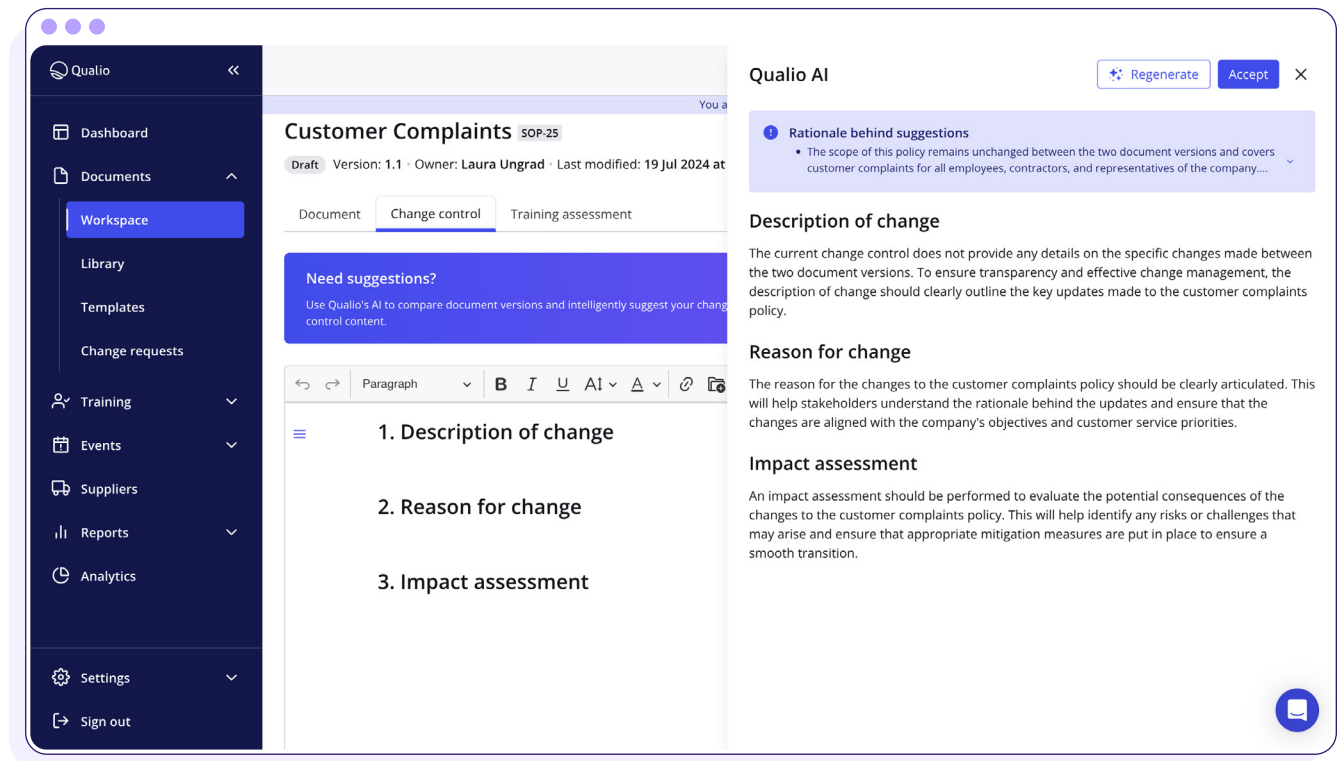 Qualio
Dashboard
Documents
Workspace
Library
Templates
Change requests
Training
Events
Suppliers
Reports
Analytics
Settings
Sign out
You a
Customer Complaints SOP-25
Draft Version: 1.1 · Owner: Laura Ungrad · Last modified: 19 Jul 2024 at
Document Change control Training assessment
Need suggestions?
Use Qualio's AI to compare document versions and intelligently suggest your chang
control content.
Paragraph B I U AI A
1. Description of change
2. Reason for change
3. Impact assessment
Qualio AI Regenerate Accept
Rationale behind suggestions
• The scope of this policy remains unchanged between the two document versions and covers
customer complaints for all employees, contractors, and representatives of the company....
Description of change
The current change control does not provide any details on the specific changes made between
the two document versions. To ensure transparency and effective change management, the
description of change should clearly outline the key updates made to the customer complaints
policy.
Reason for change
The reason for the changes to the customer complaints policy should be clearly articulated. This
will help stakeholders understand the rationale behind the updates and ensure that the
changes are aligned with the company's objectives and customer service priorities.
Impact assessment
An impact assessment should be performed to evaluate the potential consequences of the
changes to the customer complaints policy. This will help identify any risks or challenges that
may arise and ensure that appropriate mitigation measures are put in place to ensure a
smooth transition.